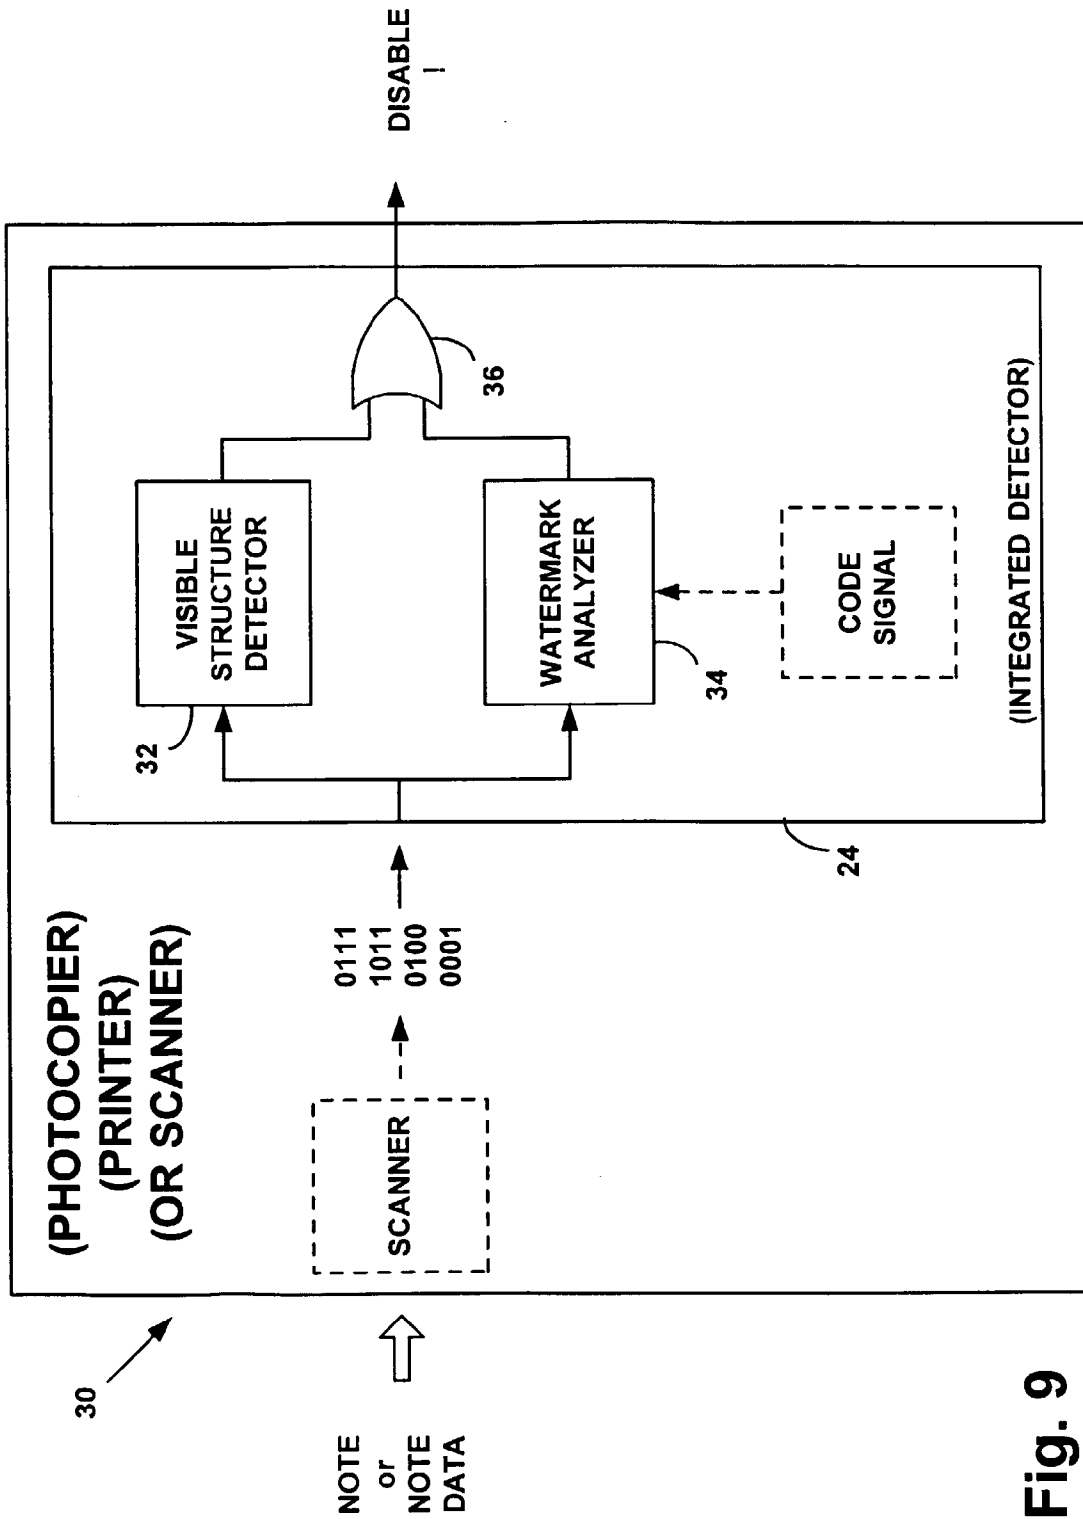 (PHOTOCOPIER)
(PRINTER)
(OR SCANNER)
30
NOTE
or
NOTE
DATA
SCANNER
0111
1011
0100
0001
32
VISIBLE
STRUCTURE
DETECTOR
WATERMARK
ANALYZER
34
CODE
SIGNAL
36
24
(INTEGRATED DETECTOR)
DISABLE
!
Fig. 9